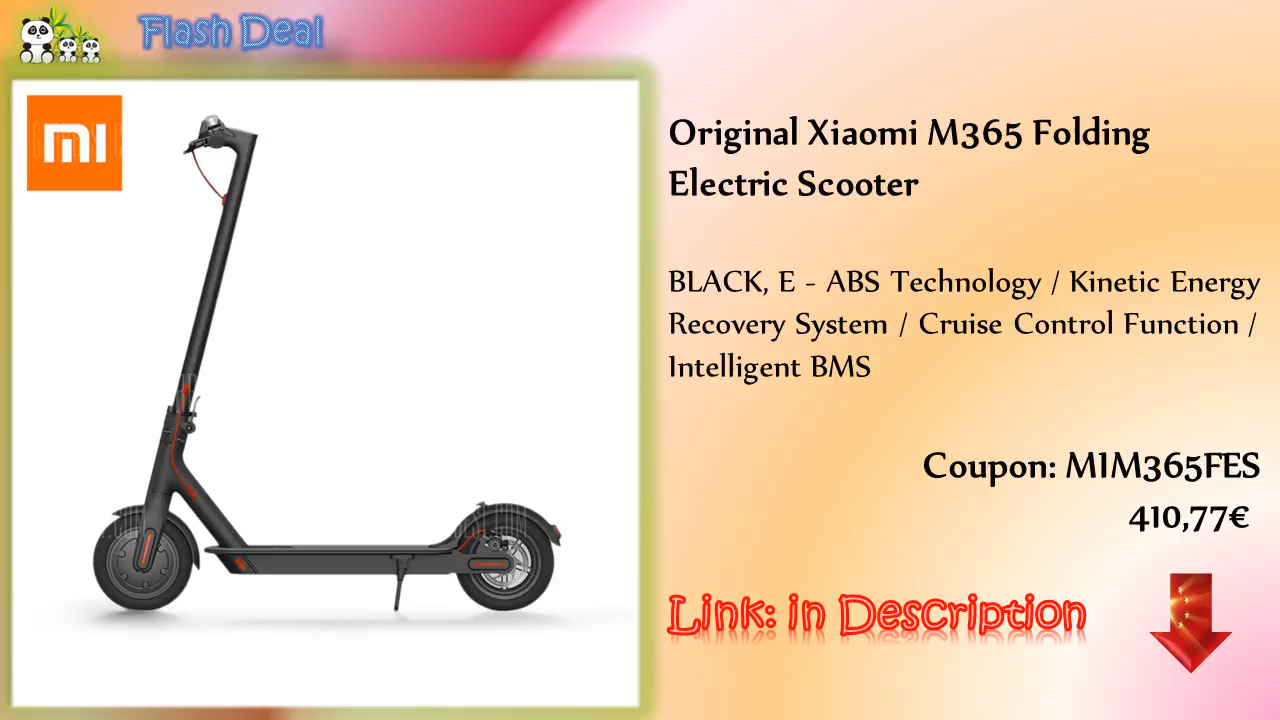 Flash Deal
mi
Original Xiaomi M365 Folding
Electric Scooter
BLACK, E - ABS Technology / Kinetic Energy
Recovery System / Cruise Control Function /
Intelligent BMS
Coupon: MIM365FES
410,77€
Link: in Description